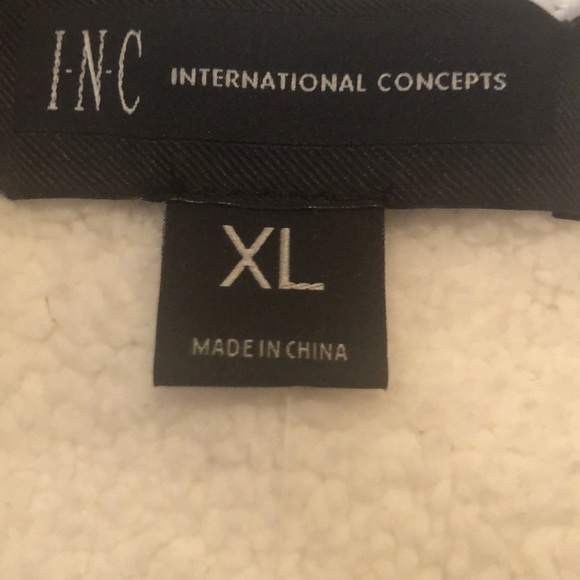 I-N-C INTERNATIONAL CONCEPTS
XL
MADE IN CHINA